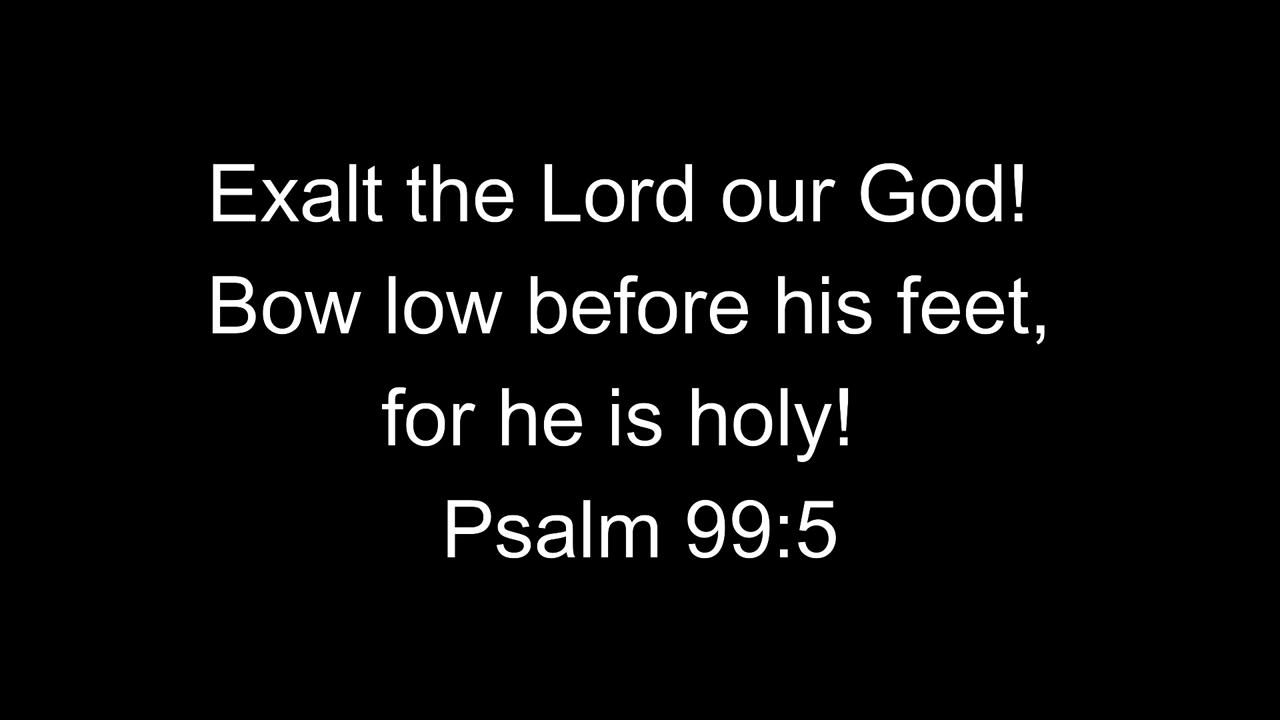 Exalt the Lord our God!
Bow low before his feet,
for he is holy!
Psalm 99:5